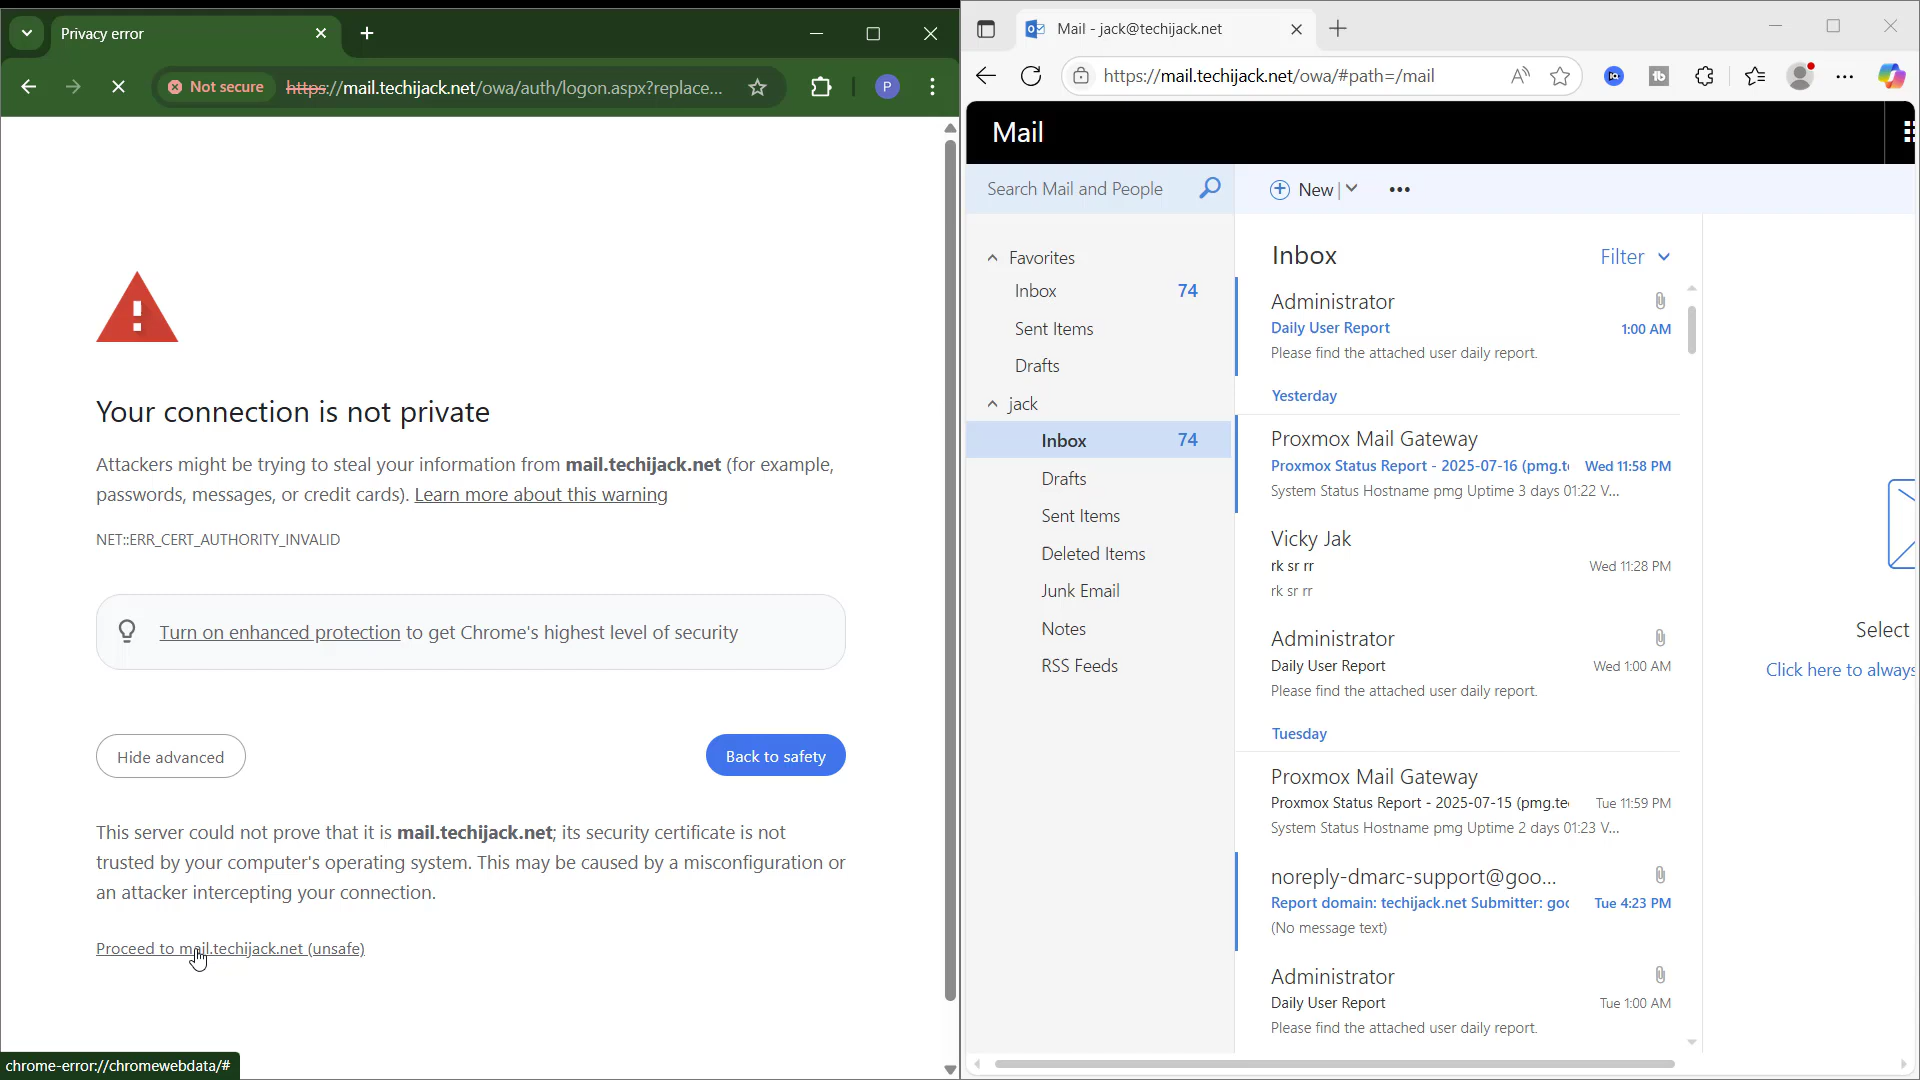 Privacy error
Not secure
https://mail.techijack.net/owa/auth/logon.aspx?replace...
P
Your connection is not private
Attackers might be trying to steal your information from mail.techijack.net (for example,
passwords, messages, or credit cards). Learn more about this warning
NET::ERR_CERT_AUTHORITY_INVALID
Turn on enhanced protection to get Chrome's highest level of security
Hide advanced
Back to safety
This server could not prove that it is mail.techijack.net; its security certificate is not
trusted by your computer's operating system. This may be caused by a misconfiguration or
an attacker intercepting your connection.
Proceed to mail.techijack.net (unsafe)
chrome-error://chromewebdata/#
Mail - jack@techijack.net
https://mail.techijack.net/owa/#path=/mail
Mail
Search Mail and People
New
Favorites
Inbox 74
Sent Items
Drafts
jack
Inbox 74
Drafts
Sent Items
Deleted Items
Junk Email
Notes
RSS Feeds
Inbox
Filter
Administrator
Daily User Report 1:00 AM
Please find the attached user daily report.
Yesterday
Proxmox Mail Gateway
Proxmox Status Report - 2025-07-16 (pmg.t Wed 11:58 PM
System Status Hostname pmg Uptime 3 days 01:22 V...
Vicky Jak
rk sr rr Wed 11:28 PM
rk sr rr
Administrator
Daily User Report Wed 1:00 AM
Please find the attached user daily report.
Tuesday
Proxmox Mail Gateway
Proxmox Status Report - 2025-07-15 (pmg.te Tue 11:59 PM
System Status Hostname pmg Uptime 2 days 01:23 V...
noreply-dmarc-support@goo...
Report domain: techijack.net Submitter: goo Tue 4:23 PM
(No message text)
Administrator
Daily User Report Tue 1:00 AM
Please find the attached user daily report.
Select
Click here to always